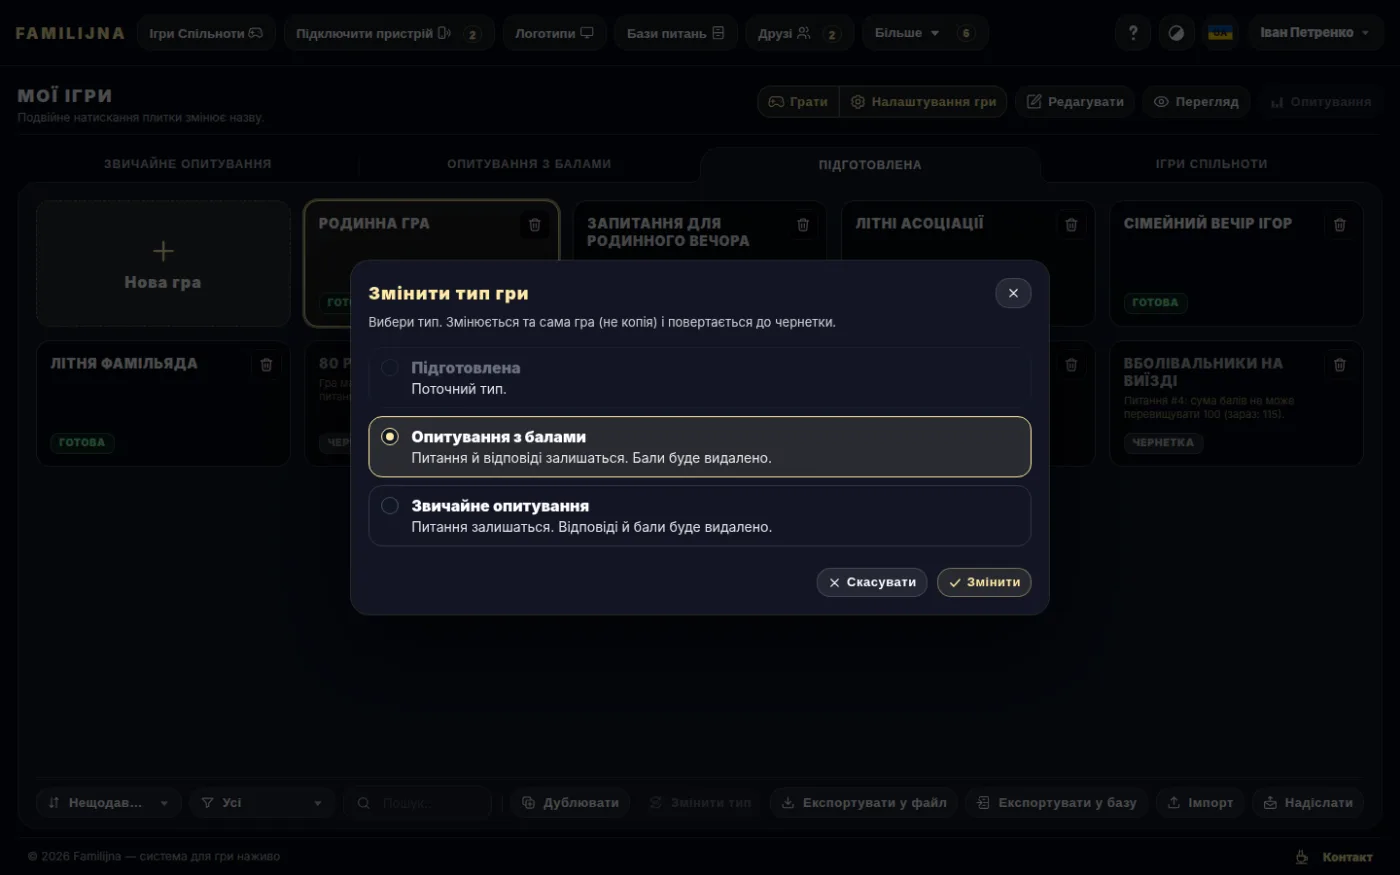 FAMILIJNA
Ігри Спільноти
Підключити пристрій 2
Логотипи
Бази питань
Друзі 2
Більше 6
?
Іван Петренко
МОЇ ІГРИ
Подвійне натискання плитки змінює назву.
Грати
Налаштування гри
Редагувати
Перегляд
Опитування
ЗВИЧАЙНЕ ОПИТУВАННЯ
ОПИТУВАННЯ З БАЛАМИ
ПІДГОТОВЛЕНА
ІГРИ СПІЛЬНОТИ
Нова гра
РОДИННА ГРА
ЗАПИТАННЯ ДЛЯ
РОДИННОГО ВЕЧОРА
ЛІТНІ АСОЦІАЦІЇ
СІМЕЙНИЙ ВЕЧІР ІГОР
ГОТОВА
Змінити тип гри
Вибери тип. Змінюється та сама гра (не копія) і повертається до чернетки.
Підготовлена
Поточний тип.
Опитування з балами
Питання й відповіді залишаться. Бали буде видалено.
Звичайне опитування
Питання залишаться. Відповіді й бали буде видалено.
Скасувати
Змінити
ЛІТНЯ ФАМІЛЬЯДА
ГОТОВА
80 Р
ВБОЛІВАЛЬНИКИ НА
ВИЇЗДІ
Питання #4: сума балів не може
перевищувати 100 (зараз: 115).
ЧЕРНЕТКА
Нещодав...
Усі
Пошук...
Дублювати
Змінити тип
Експортувати у файл
Експортувати у базу
Імпорт
Надіслати
© 2026 Familijna — система для гри наживо
Контакт